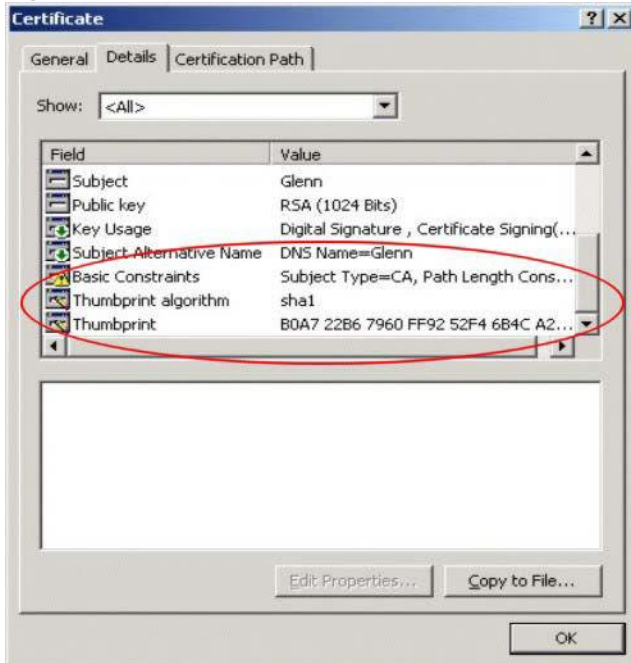 Certificate
General Details Certification Path
Show: <All>
Field Value
Subject Glenn
Public key RSA (1024 Bits)
Key Usage Digital Signature , Certificate Signing(...
Subject Alternative Name DNS Name=Glenn
Basic Constraints Subject Type=CA, Path Length Cons...
Thumbprint algorithm sha1
Thumbprint B0A7 22B6 7960 FF92 52F4 6B4C A2...
Edit Properties... Copy to File...
OK